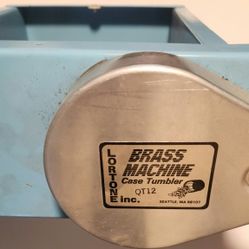 LORTONE
BRASS
MACHINE
Case Tumbler
QT12
inc.
SEATTLE, WA 98107